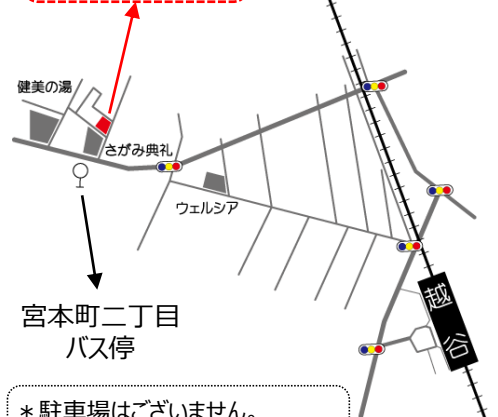 健美の湯
さがみ典礼
ウェルシア
越谷
宮本町二丁目
バス停
*駐車場はございません。